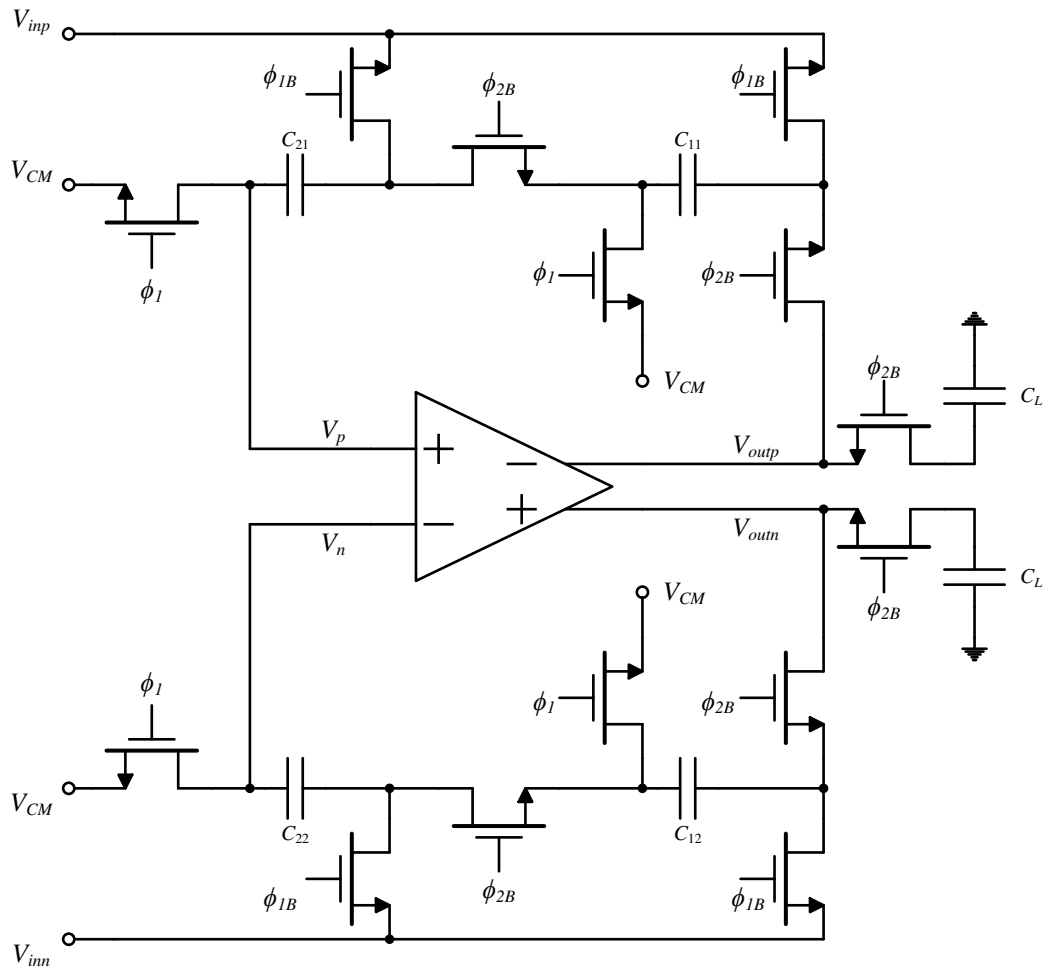 V_inp
ϕ_1B
ϕ_2B
ϕ_1B
C_21
C_11
V_CM
ϕ_1
ϕ_1
ϕ_2B
V_CM
ϕ_2B
C_L
V_p
+
−
V_outp
−
+
V_n
V_outn
V_CM
ϕ_2B
C_L
ϕ_1
ϕ_1
ϕ_2B
V_CM
C_22
C_12
ϕ_1B
ϕ_2B
ϕ_1B
V_inn